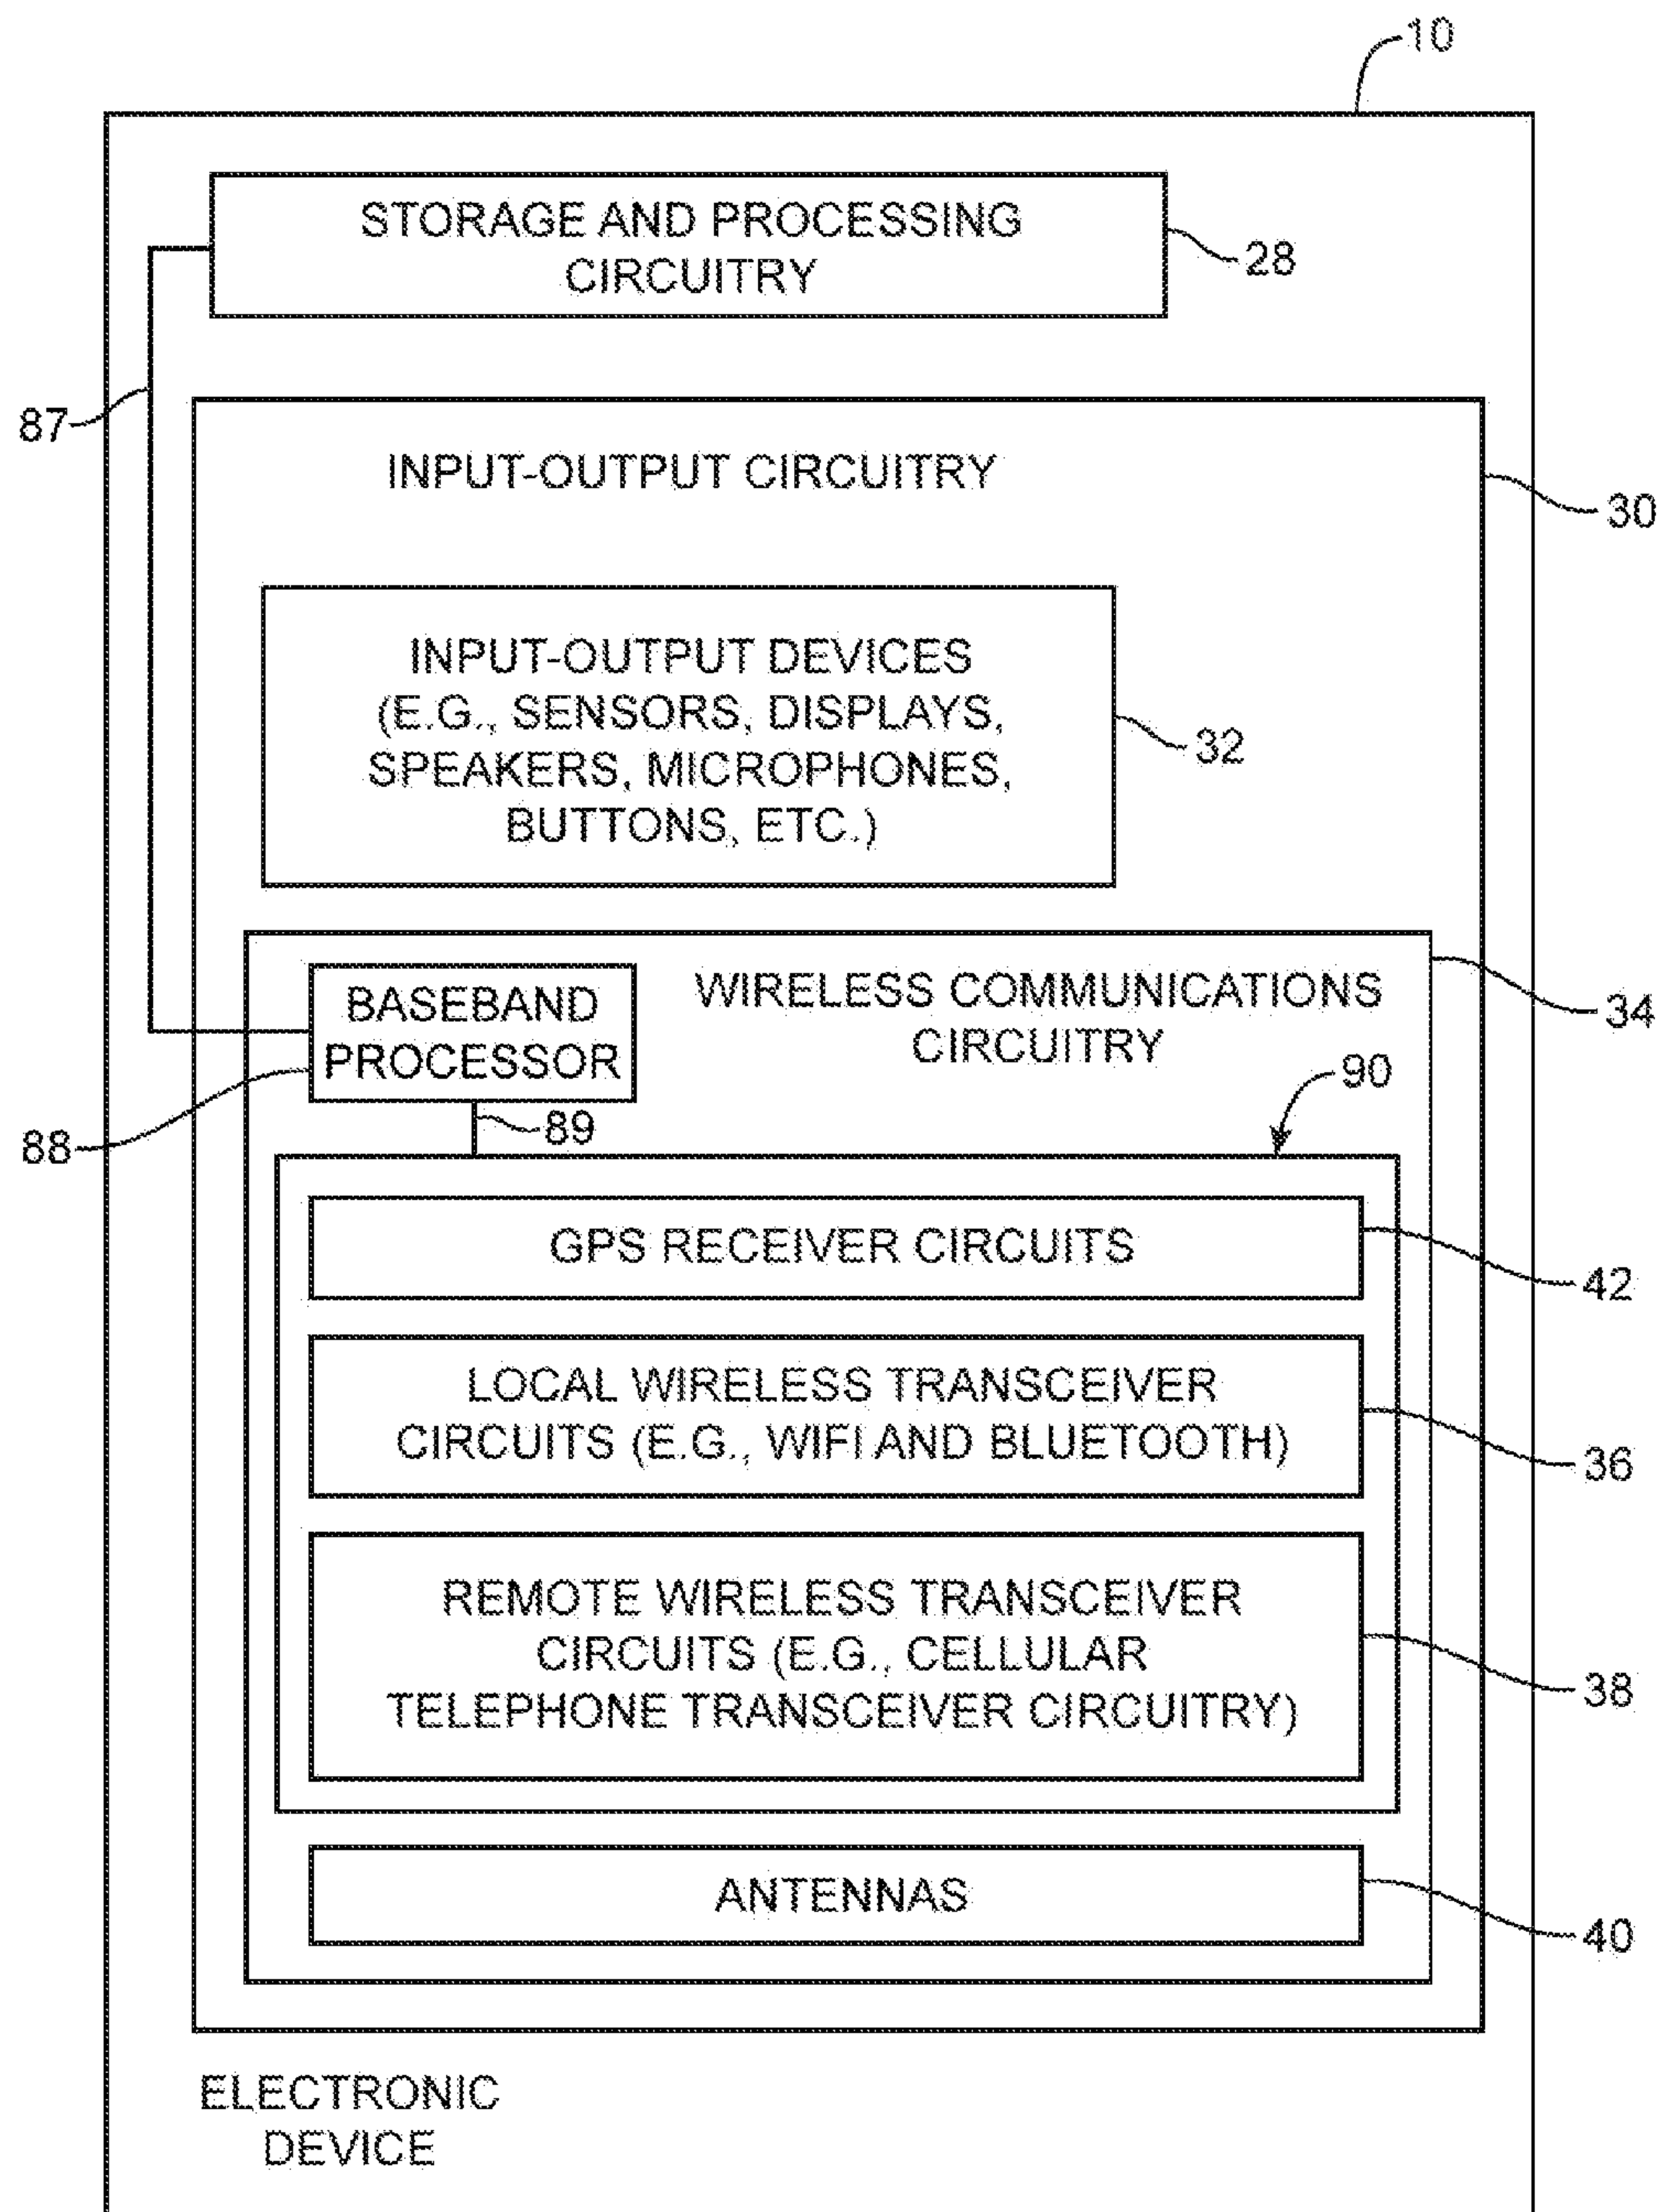 10
STORAGE AND PROCESSING
CIRCUITRY
28
87
INPUT-OUTPUT CIRCUITRY
30
INPUT-OUTPUT DEVICES
(E.G., SENSORS, DISPLAYS,
SPEAKERS, MICROPHONES,
BUTTONS, ETC.)
32
BASEBAND
PROCESSOR
WIRELESS COMMUNICATIONS
CIRCUITRY
34
90
88
89
GPS RECEIVER CIRCUITS
42
LOCAL WIRELESS TRANSCEIVER
CIRCUITS (E.G., WIFI AND BLUETOOTH)
36
REMOTE WIRELESS TRANSCEIVER
CIRCUITS (E.G., CELLULAR
TELEPHONE TRANSCEIVER CIRCUITRY)
38
ANTENNAS
40
ELECTRONIC
DEVICE